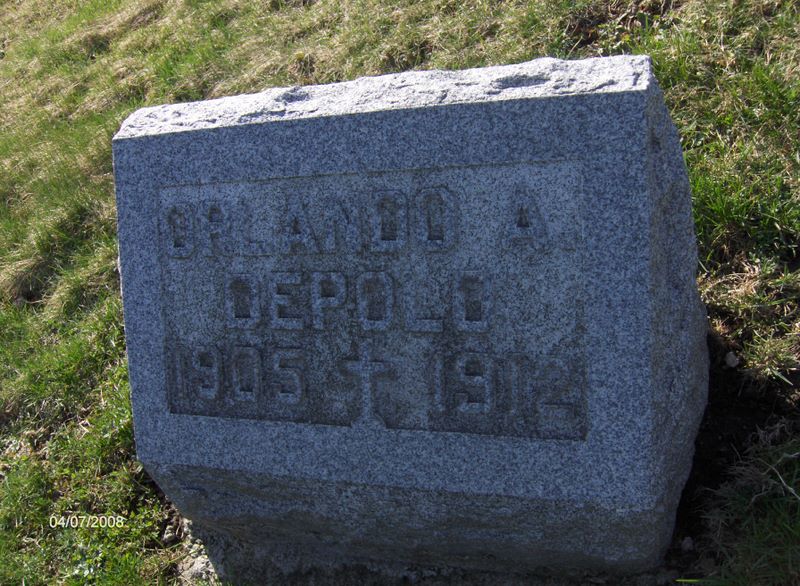 ORLANDO A.
DEPOLO
1905 1912
04/07/2008